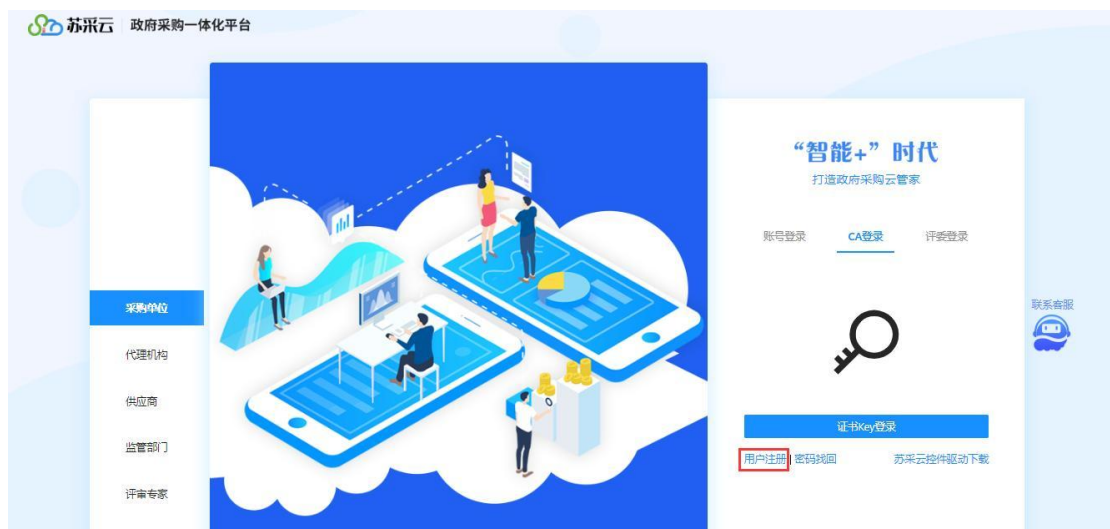 苏采云 政府采购一体化平台
“智能+”时代
打造政府采购云管家
账号登录 CA登录 评委登录
采购单位
代理机构
供应商
监管部门
评审专家
联系客服
证书Key登录
用户注册 | 密码找回 苏采云控件驱动下载